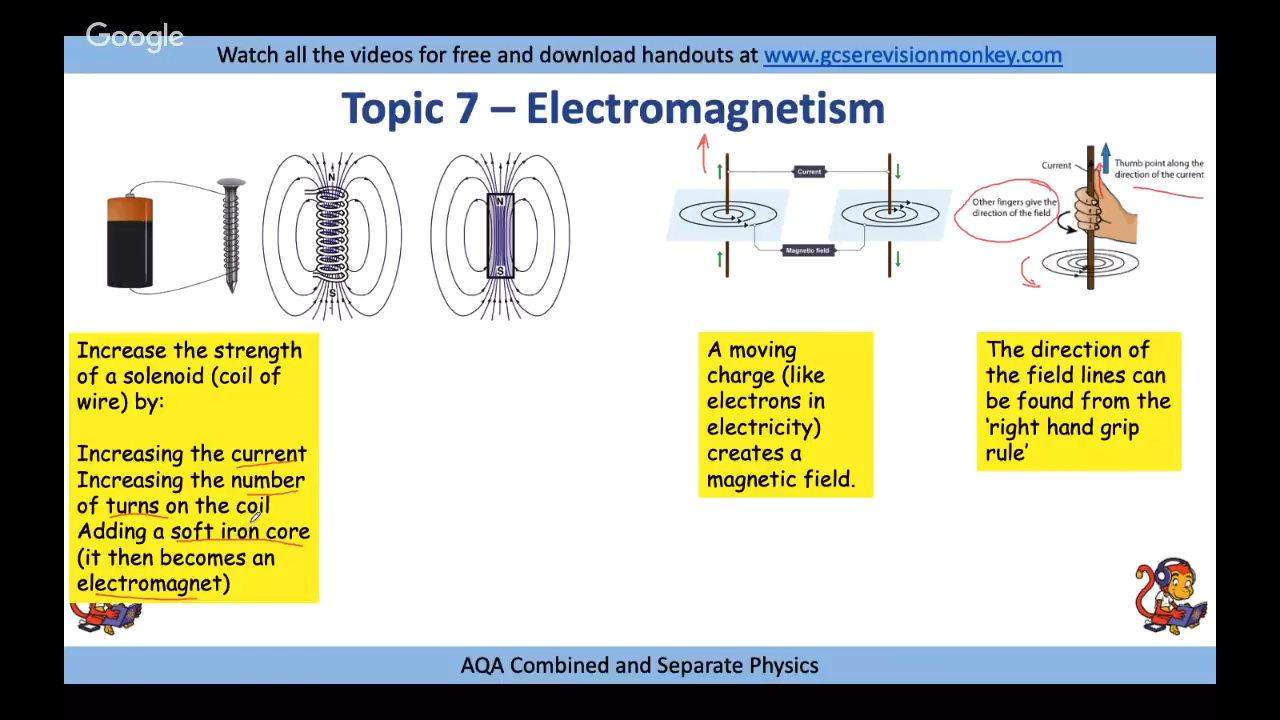 Google
Watch all the videos for free and download handouts at www.gcserevisionmonkey.com
Topic 7 – Electromagnetism
N
S
N
S
Current
Magnetic field
Current
Thumb point along the
direction of the current
Other fingers give the
direction of the field
Increase the strength
of a solenoid (coil of
wire) by:
Increasing the current
Increasing the number
of turns on the coil
Adding a soft iron core
(it then becomes an
electromagnet)
A moving
charge (like
electrons in
electricity)
creates a
magnetic field.
The direction of
the field lines can
be found from the
‘right hand grip
rule’
AQA Combined and Separate Physics